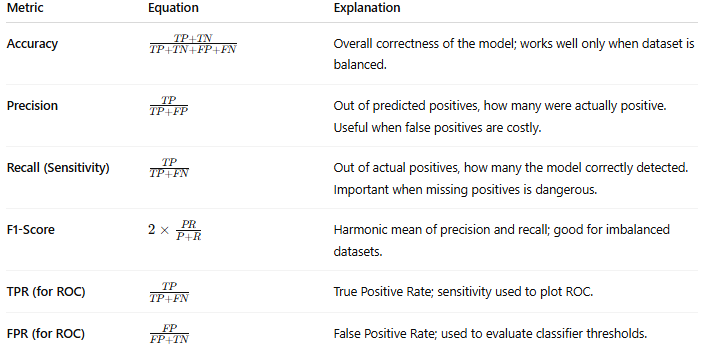 Metric Equation Explanation
Accuracy \frac{TP+TN}{TP+TN+FP+FN} Overall correctness of the model; works well only when dataset is
balanced.
Precision \frac{TP}{TP+FP} Out of predicted positives, how many were actually positive.
Useful when false positives are costly.
Recall (Sensitivity) \frac{TP}{TP+FN} Out of actual positives, how many the model correctly detected.
Important when missing positives is dangerous.
F1-Score 2 × \frac{PR}{P+R} Harmonic mean of precision and recall; good for imbalanced
datasets.
TPR (for ROC) \frac{TP}{TP+FN} True Positive Rate; sensitivity used to plot ROC.
FPR (for ROC) \frac{FP}{FP+TN} False Positive Rate; used to evaluate classifier thresholds.